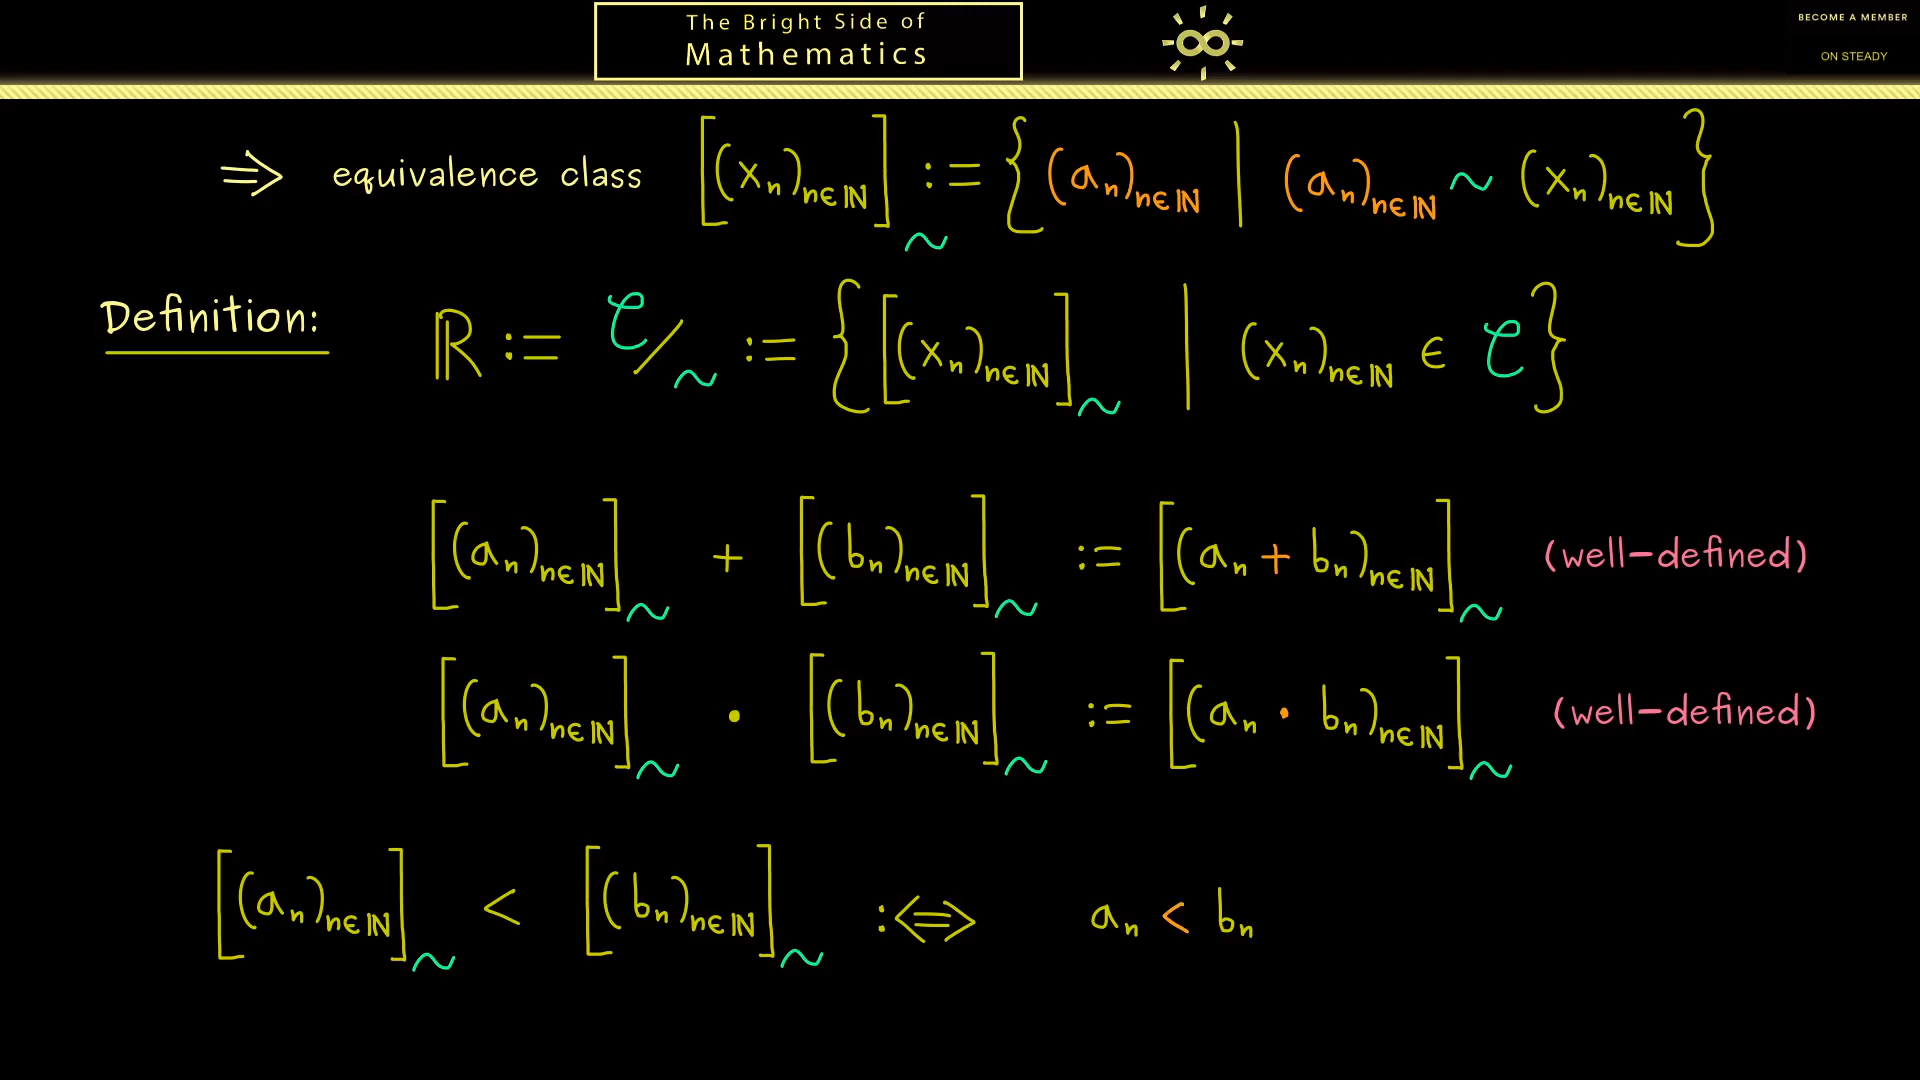 The Bright Side of
Mathematics
BECOME A MEMBER
ON STEADY
⇒ equivalence class [(xₙ)ₙ∈ℕ]∼ := { (aₙ)ₙ∈ℕ | (aₙ)ₙ∈ℕ ∼ (xₙ)ₙ∈ℕ }
Definition: ℝ := 𝒞/∼ := { [(xₙ)ₙ∈ℕ]∼ | (xₙ)ₙ∈ℕ ∈ 𝒞 }
[(aₙ)ₙ∈ℕ]∼ + [(bₙ)ₙ∈ℕ]∼ := [(aₙ + bₙ)ₙ∈ℕ]∼ (well-defined)
[(aₙ)ₙ∈ℕ]∼ · [(bₙ)ₙ∈ℕ]∼ := [(aₙ · bₙ)ₙ∈ℕ]∼ (well-defined)
[(aₙ)ₙ∈ℕ]∼ < [(bₙ)ₙ∈ℕ]∼ :⇔ aₙ < bₙ